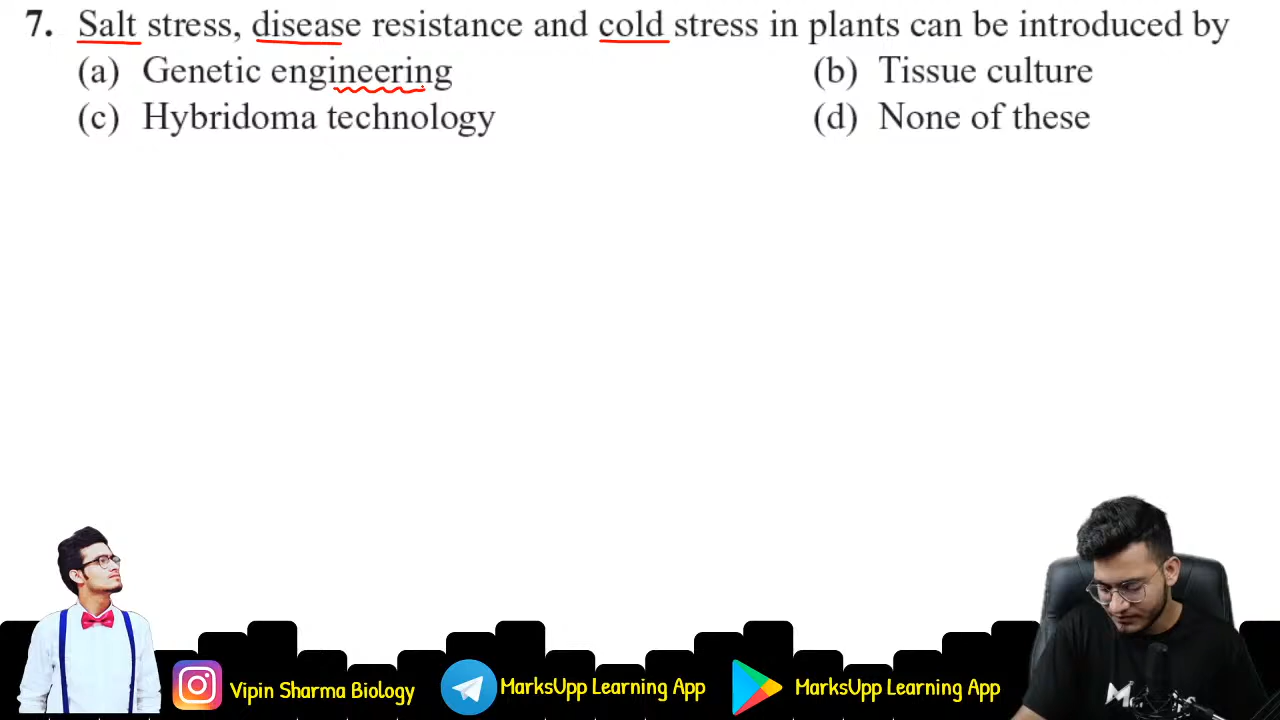 7. Salt stress, disease resistance and cold stress in plants can be introduced by
(a) Genetic engineering (b) Tissue culture
(c) Hybridoma technology (d) None of these
Vipin Sharma Biology MarksUpp Learning App MarksUpp Learning App